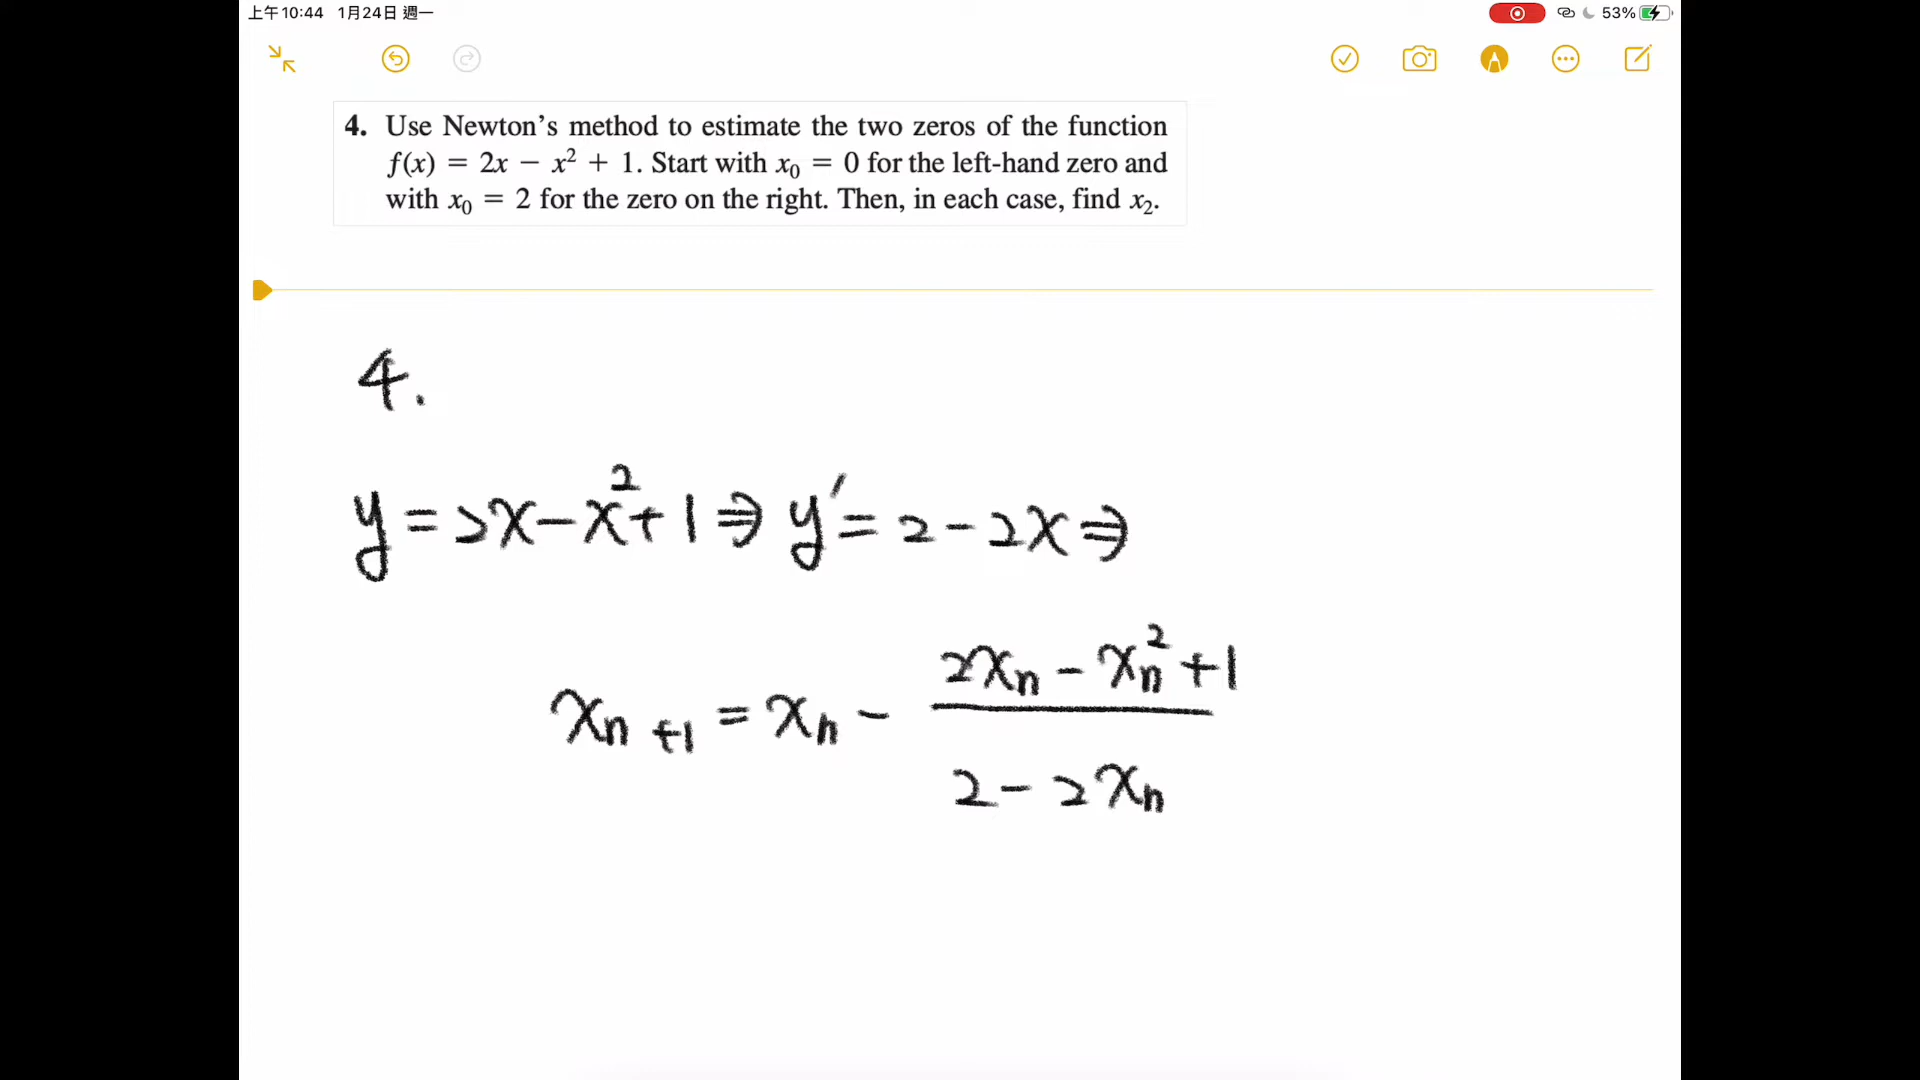 上午10:44 1月24日 週一
53%
4. Use Newton's method to estimate the two zeros of the function
f(x) = 2x − x² + 1. Start with x₀ = 0 for the left-hand zero and
with x₀ = 2 for the zero on the right. Then, in each case, find x₂.
4.
y = 2x − x² + 1 ⇒ y′ = 2 − 2x ⇒
xₙ₊₁ = xₙ − (2xₙ − xₙ² + 1) / (2 − 2xₙ)